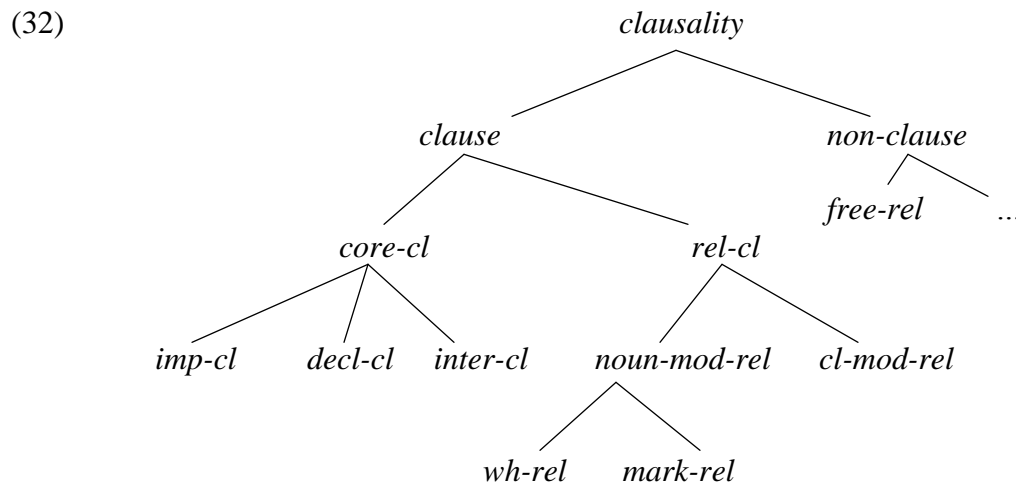 (32) clausality
clause non-clause
free-rel ...
core-cl rel-cl
imp-cl decl-cl inter-cl noun-mod-rel cl-mod-rel
wh-rel mark-rel